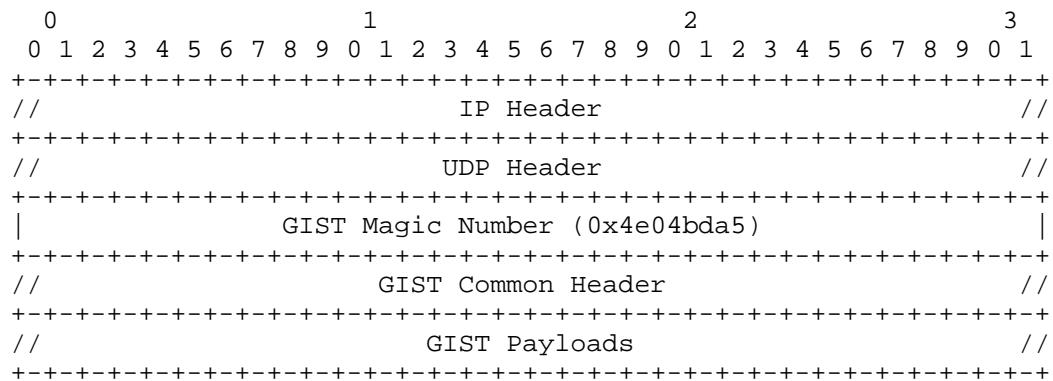 0                   1                   2                   3
 0 1 2 3 4 5 6 7 8 9 0 1 2 3 4 5 6 7 8 9 0 1 2 3 4 5 6 7 8 9 0 1
+-+-+-+-+-+-+-+-+-+-+-+-+-+-+-+-+-+-+-+-+-+-+-+-+-+-+-+-+-+-+-+-+
//                          IP Header                          //
+-+-+-+-+-+-+-+-+-+-+-+-+-+-+-+-+-+-+-+-+-+-+-+-+-+-+-+-+-+-+-+-+
//                         UDP Header                          //
+-+-+-+-+-+-+-+-+-+-+-+-+-+-+-+-+-+-+-+-+-+-+-+-+-+-+-+-+-+-+-+-+
|                GIST Magic Number (0x4e04bda5)                 |
+-+-+-+-+-+-+-+-+-+-+-+-+-+-+-+-+-+-+-+-+-+-+-+-+-+-+-+-+-+-+-+-+
//                     GIST Common Header                      //
+-+-+-+-+-+-+-+-+-+-+-+-+-+-+-+-+-+-+-+-+-+-+-+-+-+-+-+-+-+-+-+-+
//                        GIST Payloads                        //
+-+-+-+-+-+-+-+-+-+-+-+-+-+-+-+-+-+-+-+-+-+-+-+-+-+-+-+-+-+-+-+-+